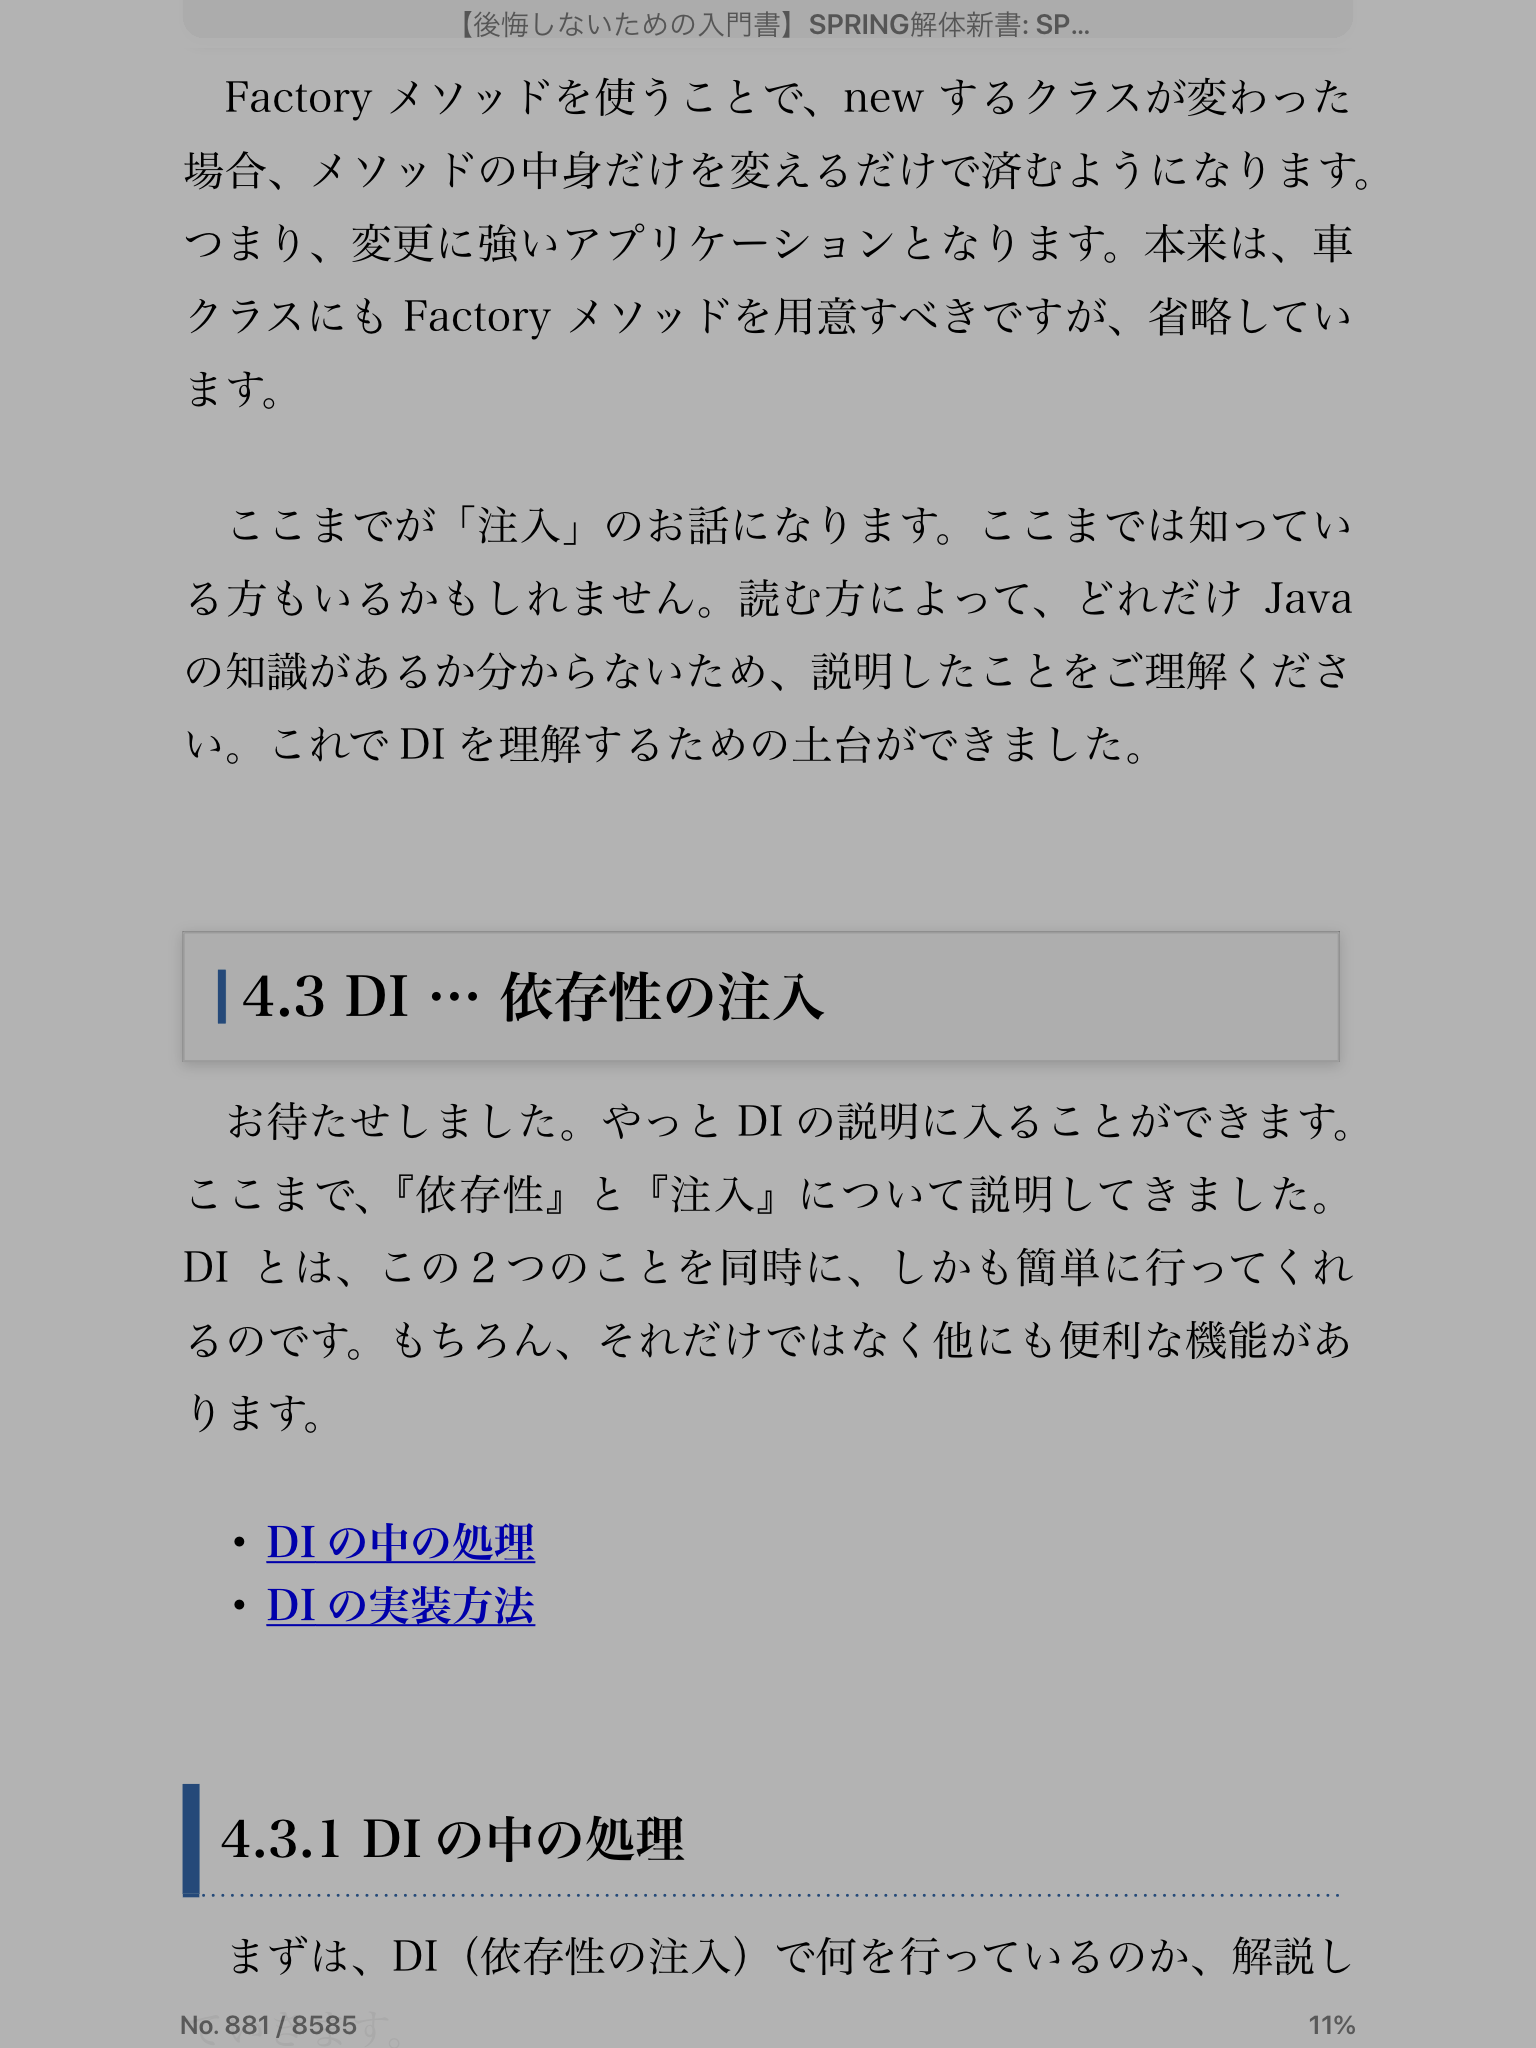 【後悔しないための入門書】SPRING解体新書: SP...
Factory メソッドを使うことで、new するクラスが変わった
場合、メソッドの中身だけを変えるだけで済むようになります。
つまり、変更に強いアプリケーションとなります。本来は、車
クラスにも Factory メソッドを用意すべきですが、省略してい
ます。
ここまでが「注入」のお話になります。ここまでは知ってい
る方もいるかもしれません。読む方によって、どれだけ Java
の知識があるか分からないため、説明したことをご理解くださ
い。これで DI を理解するための土台ができました。
4.3 DI … 依存性の注入
お待たせしました。やっと DI の説明に入ることができます。
ここまで、『依存性』と『注入』について説明してきました。
DI とは、この２つのことを同時に、しかも簡単に行ってくれ
るのです。もちろん、それだけではなく他にも便利な機能があ
ります。
・DI の中の処理
・DI の実装方法
4.3.1 DI の中の処理
まずは、DI（依存性の注入）で何を行っているのか、解説し
ていきます。
No. 881 / 8585
11%